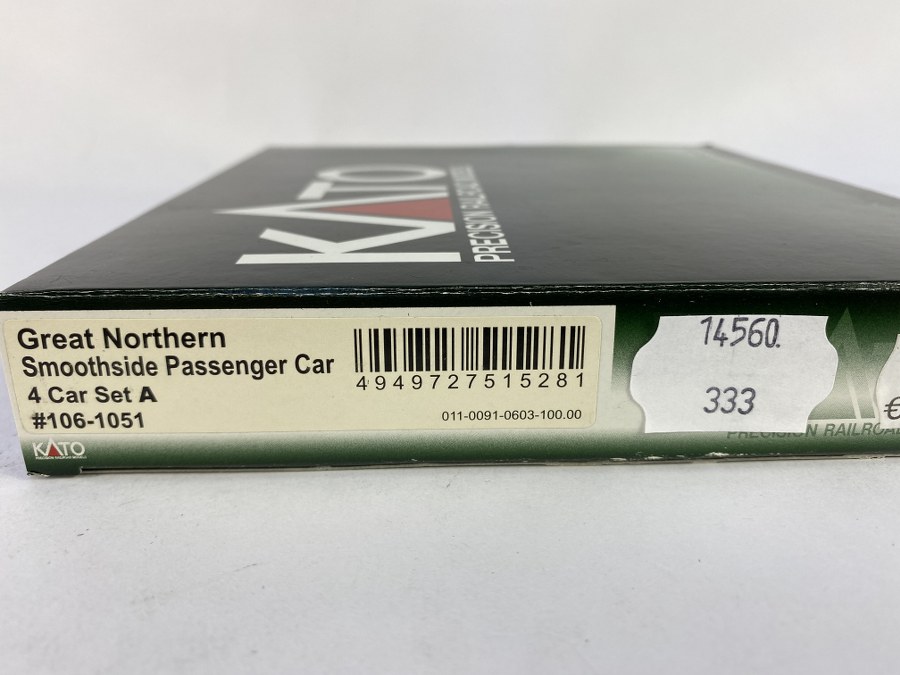 KATO
PRECISION RAILROAD MODELS
Great Northern
Smoothside Passenger Car
4 Car Set A
#106-1051
4949727515281
011-0091-0603-100.00
KATO
14560.
333
€
PRECISION RAILROA